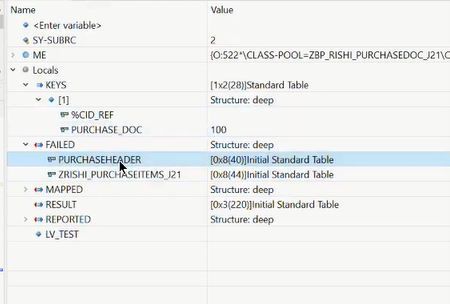 Name Value
<Enter variable>
SY-SUBRC 2
ME {O:522*\CLASS-POOL=ZBP_RISHI_PURCHASEDOC_J21\C
Locals
KEYS [1x2(28)]Standard Table
[1] Structure: deep
%CID_REF
PURCHASE_DOC 100
FAILED Structure: deep
PURCHASEHEADER [0x8(40)]Initial Standard Table
ZRISHI_PURCHASEITEMS_J21 [0x8(44)]Initial Standard Table
MAPPED Structure: deep
RESULT [0x3(220)]Initial Standard Table
REPORTED Structure: deep
LV_TEST